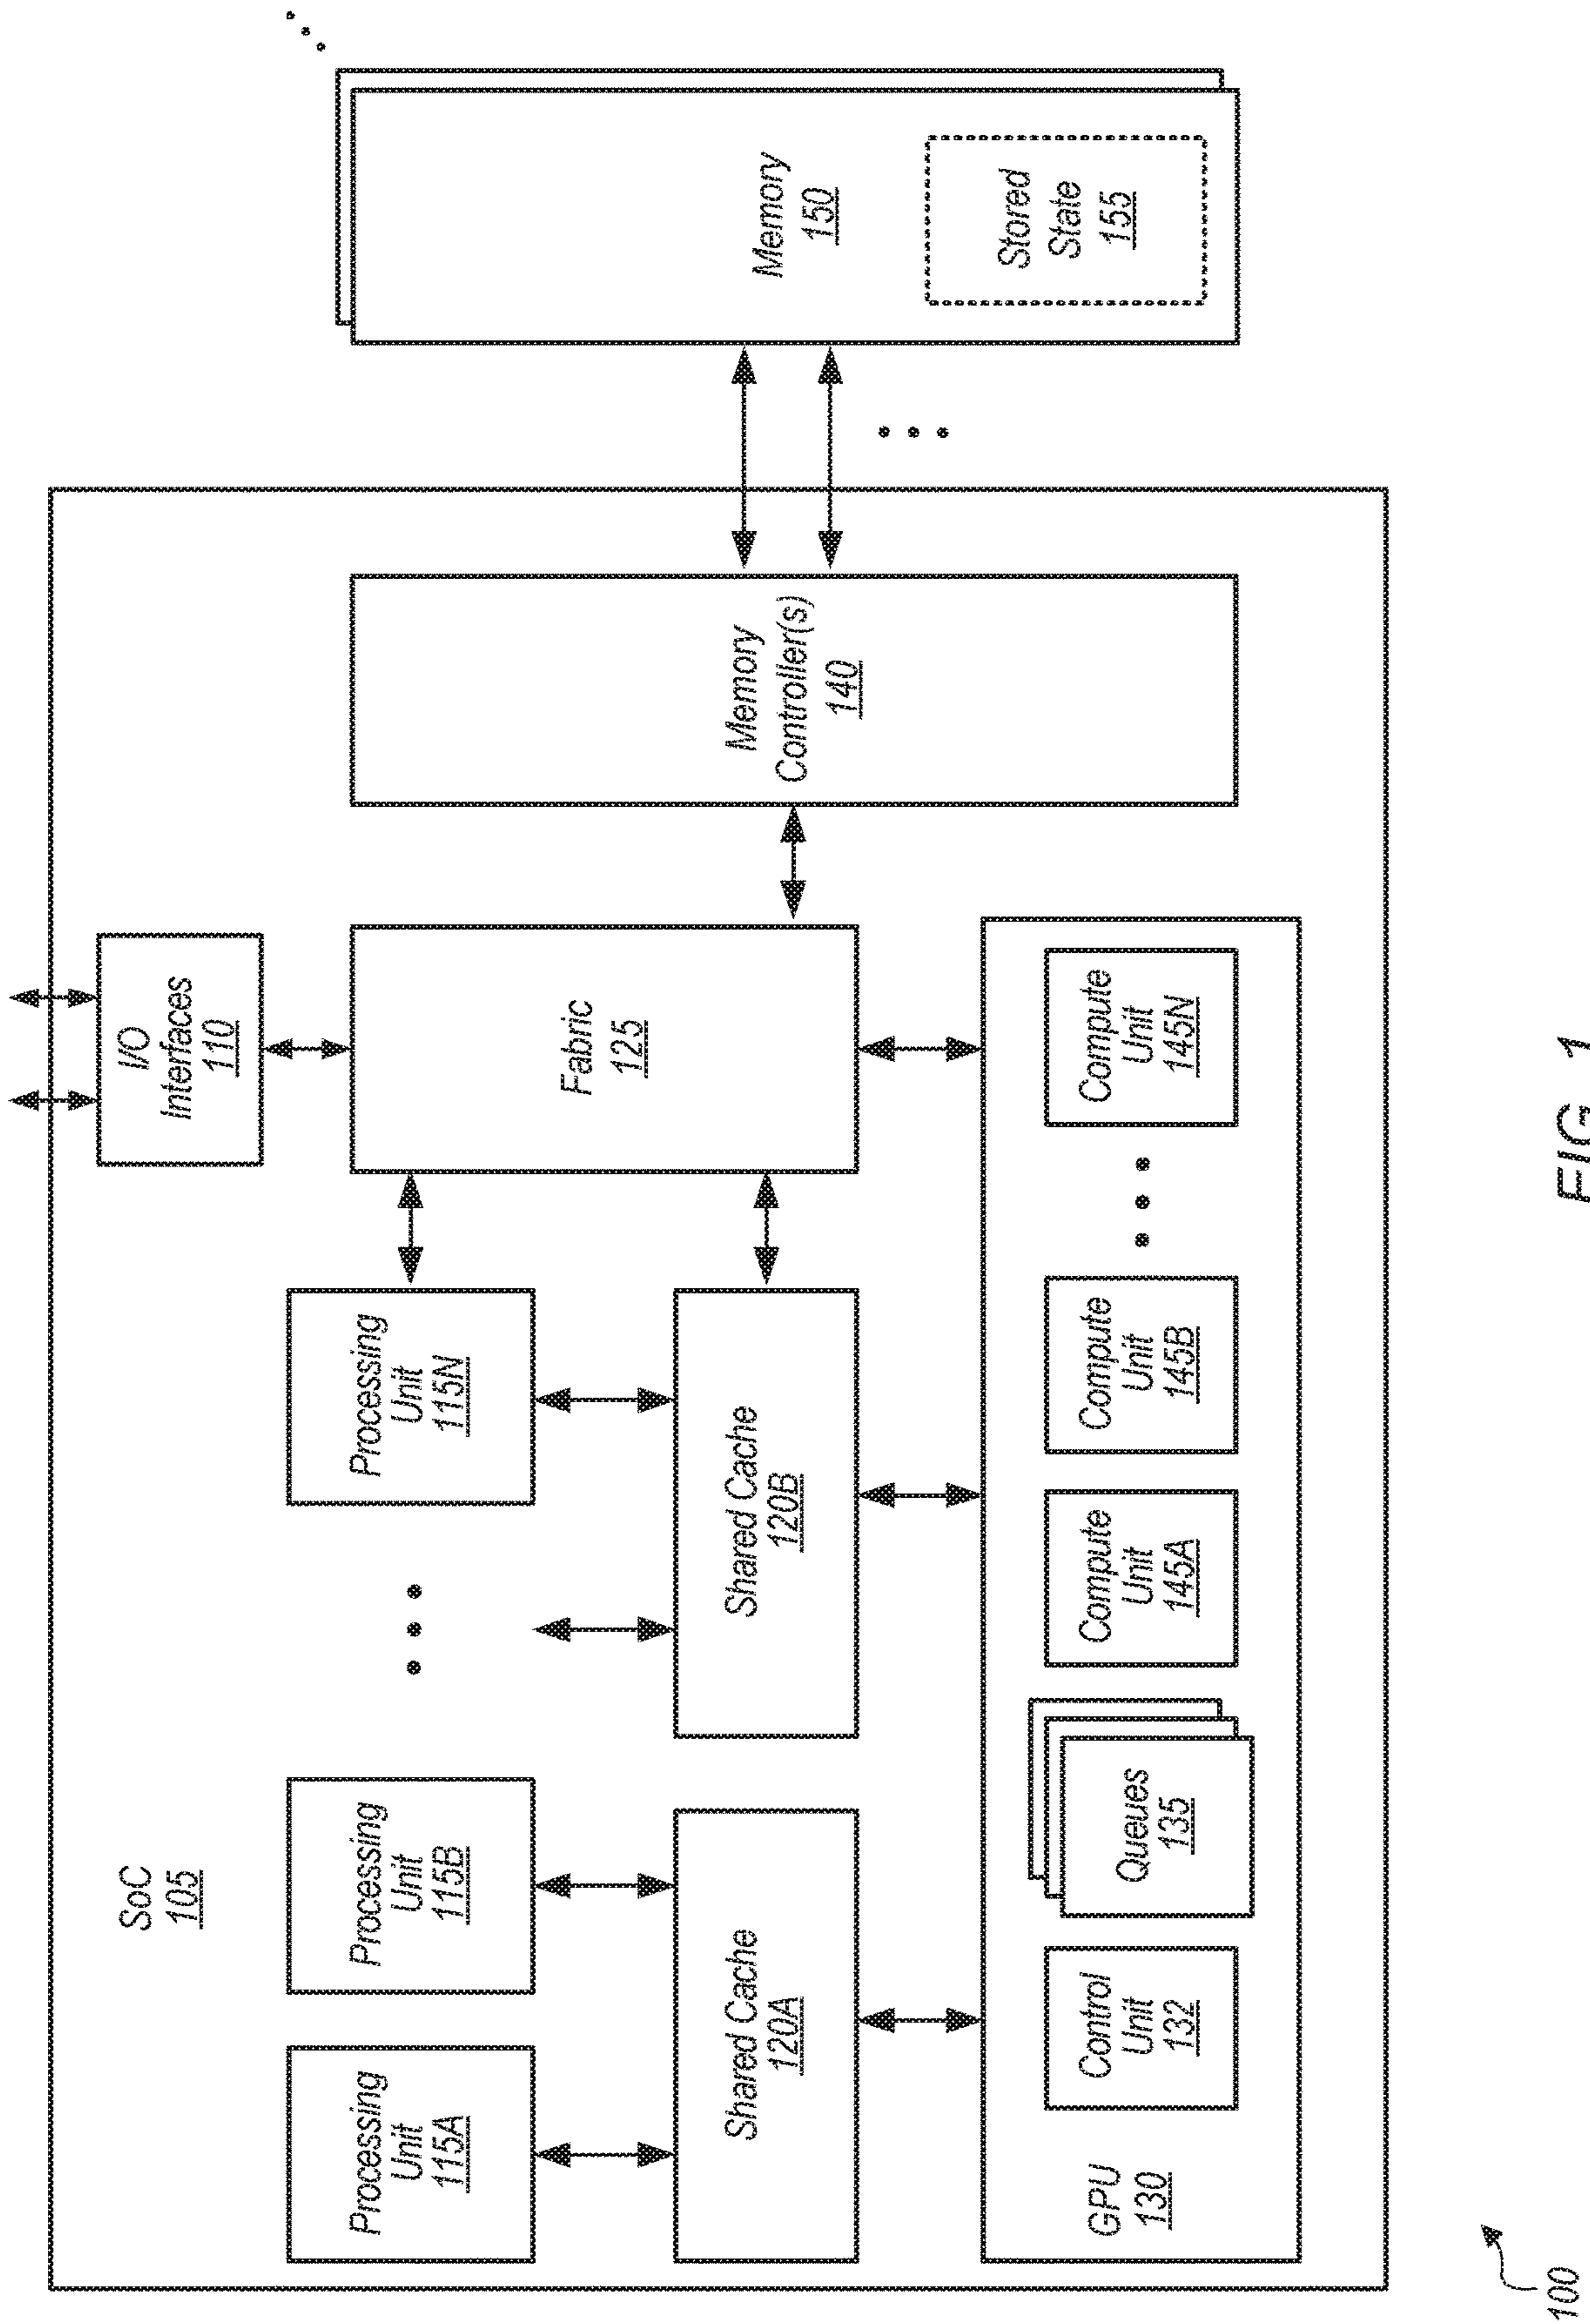 SoC
105
I/O
Interfaces
110
Processing
Unit
115A
Processing
Unit
115B
Processing
Unit
115N
Shared Cache
120A
Shared Cache
120B
Fabric
125
Memory
Controller(s)
140
Memory
150
Stored
State
155
GPU
130
Control
Unit
132
Queues
135
Compute
Unit
145A
Compute
Unit
145B
Compute
Unit
145N
100
FIG. 1